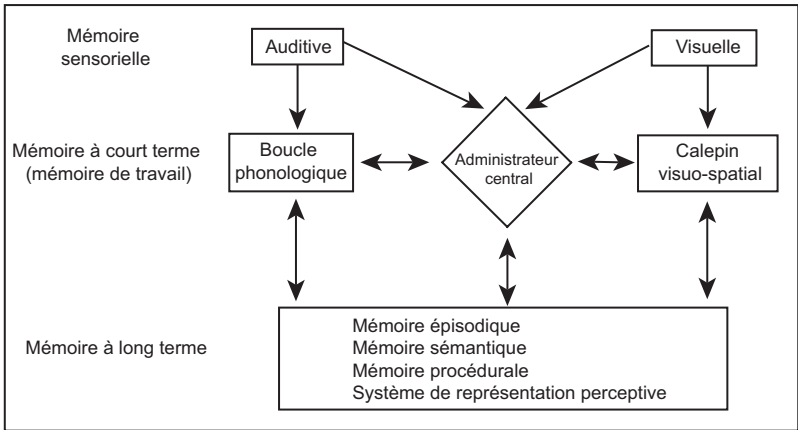 Mémoire
sensorielle
Auditive
Visuelle
Mémoire à court terme
(mémoire de travail)
Boucle
phonologique
Administrateur
central
Calepin
visuo-spatial
Mémoire à long terme
Mémoire épisodique
Mémoire sémantique
Mémoire procédurale
Système de représentation perceptive